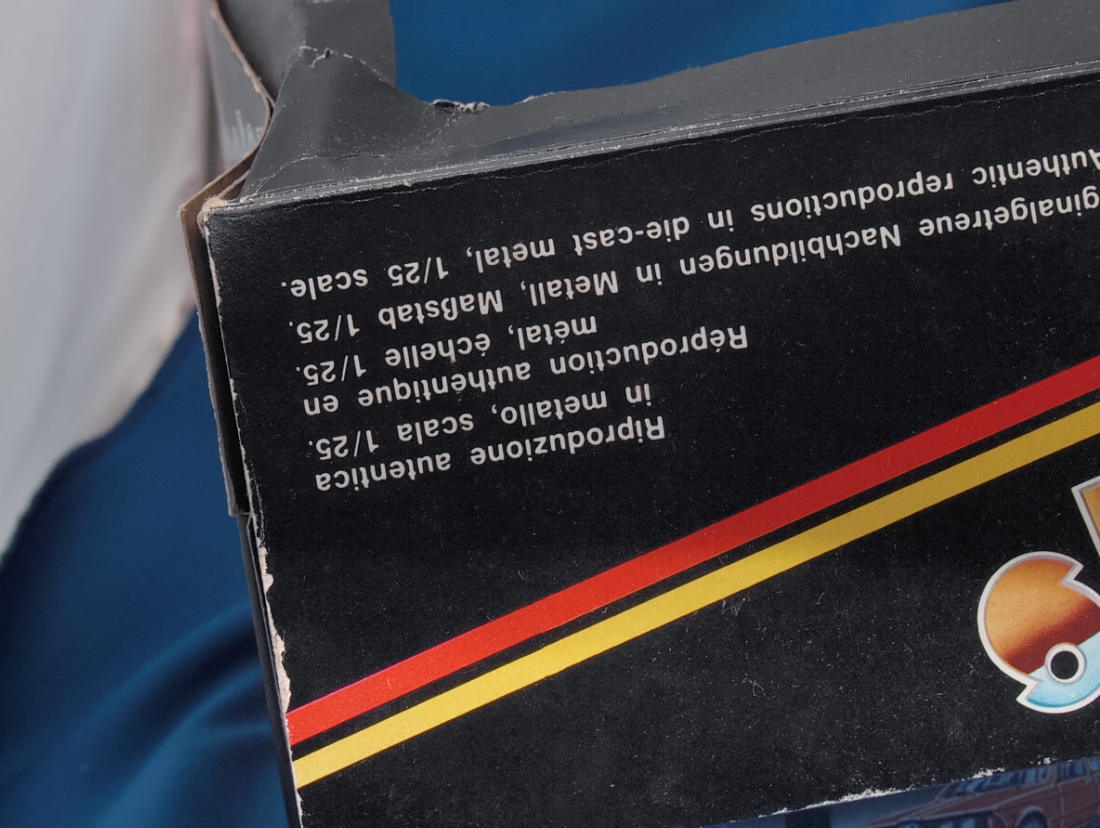 Riproduzione autentica
in metallo, scala 1/25.
Réproduction authentique en
métal, échelle 1/25.
ginalgetreue Nachbildungen in Metall, Maßstab 1/25.
Authentic reproductions in die-cast metal, 1/25 scale.